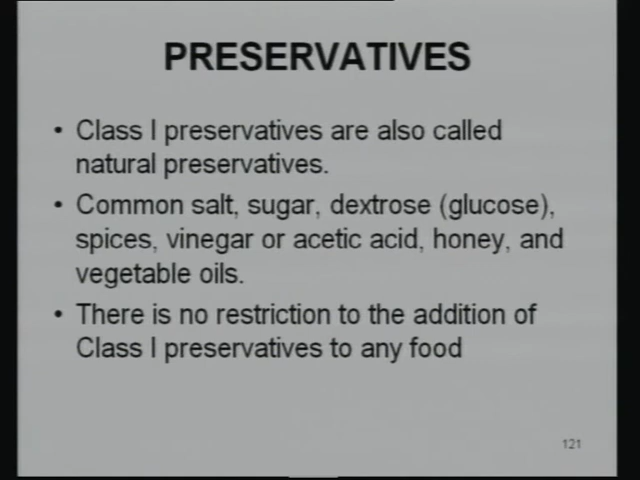 PRESERVATIVES
• Class I preservatives are also called
natural preservatives.
• Common salt, sugar, dextrose (glucose),
spices, vinegar or acetic acid, honey, and
vegetable oils.
• There is no restriction to the addition of
Class I preservatives to any food
121